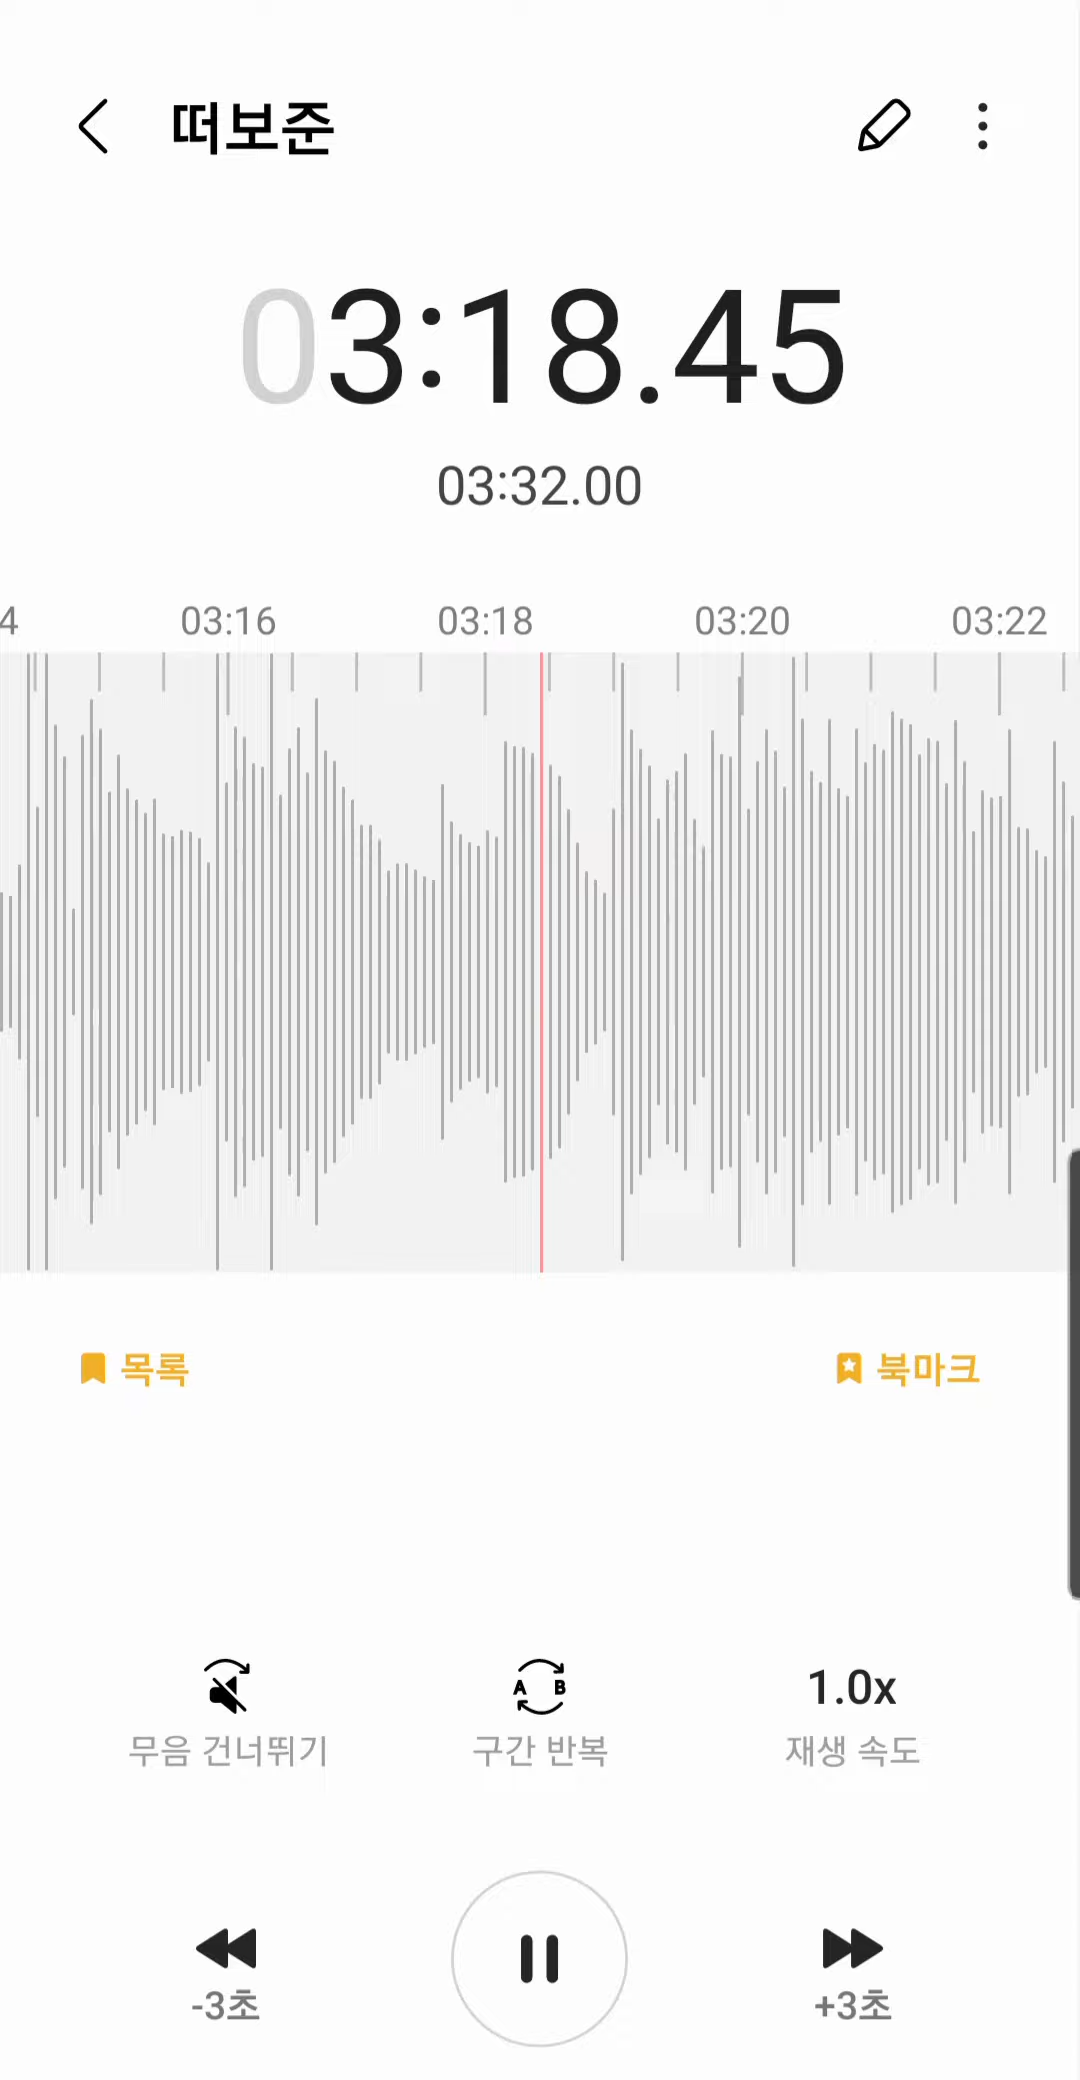 떠보준
03:18.45
03:32.00
4 03:16 03:18 03:20 03:22
목록 북마크
A B 1.0x
무음 건너뛰기 구간 반복 재생 속도
-3초 +3초